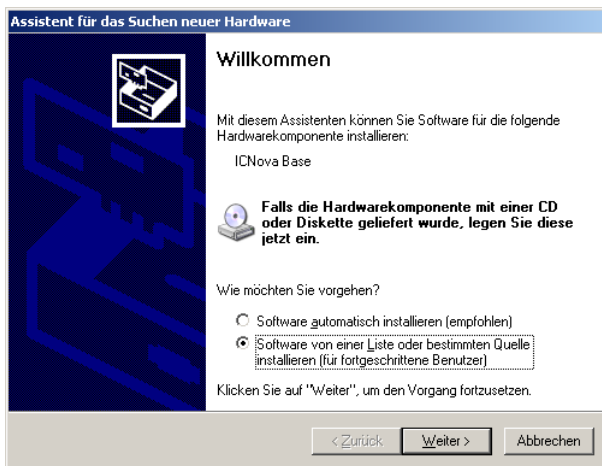 Assistent für das Suchen neuer Hardware
Willkommen
Mit diesem Assistenten können Sie Software für die folgende
Hardwarekomponente installieren:
ICNova Base
Falls die Hardwarekomponente mit einer CD
oder Diskette geliefert wurde, legen Sie diese
jetzt ein.
Wie möchten Sie vorgehen?
Software automatisch installieren (empfohlen)
Software von einer Liste oder bestimmten Quelle
installieren (für fortgeschrittene Benutzer)
Klicken Sie auf "Weiter", um den Vorgang fortzusetzen.
< Zurück Weiter > Abbrechen